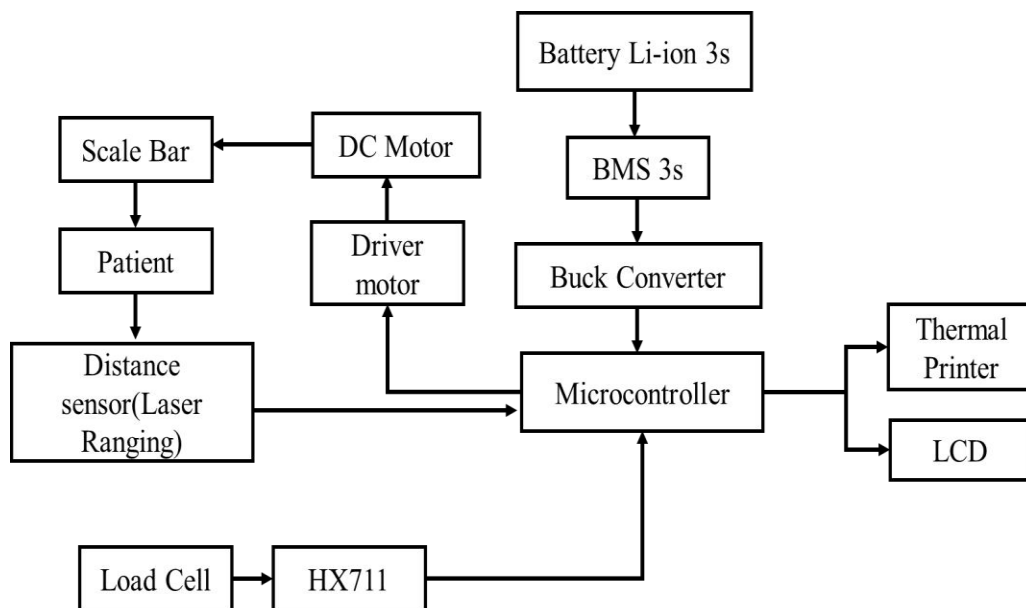 Battery Li-ion 3s
Scale Bar
DC Motor
BMS 3s
Patient
Driver
motor
Buck Converter
Distance
sensor(Laser
Ranging)
Microcontroller
Thermal
Printer
LCD
Load Cell
HX711